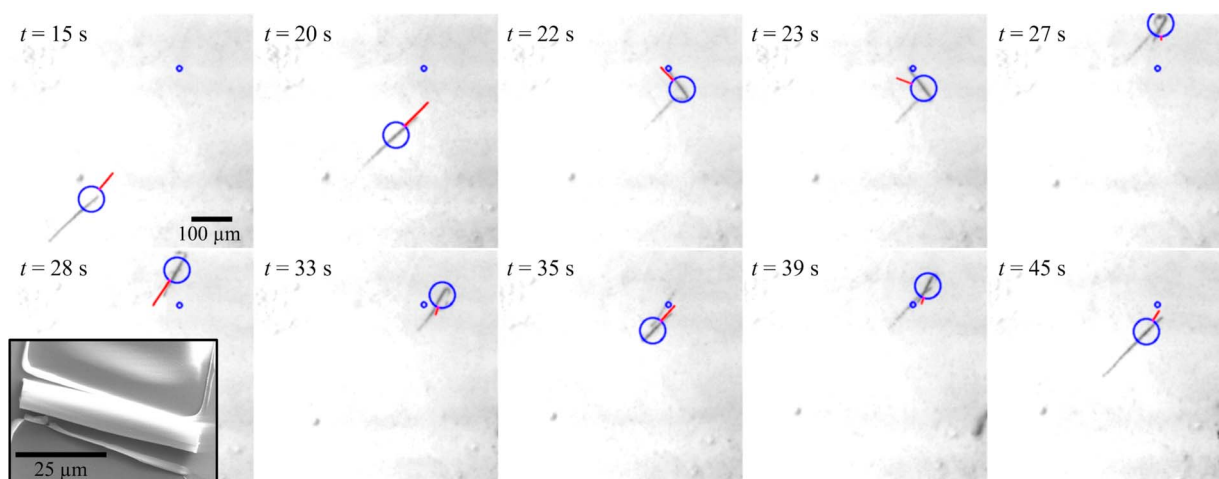 t = 15 s
t = 20 s
t = 22 s
t = 23 s
t = 27 s
100 µm
t = 28 s
t = 33 s
t = 35 s
t = 39 s
t = 45 s
25 µm